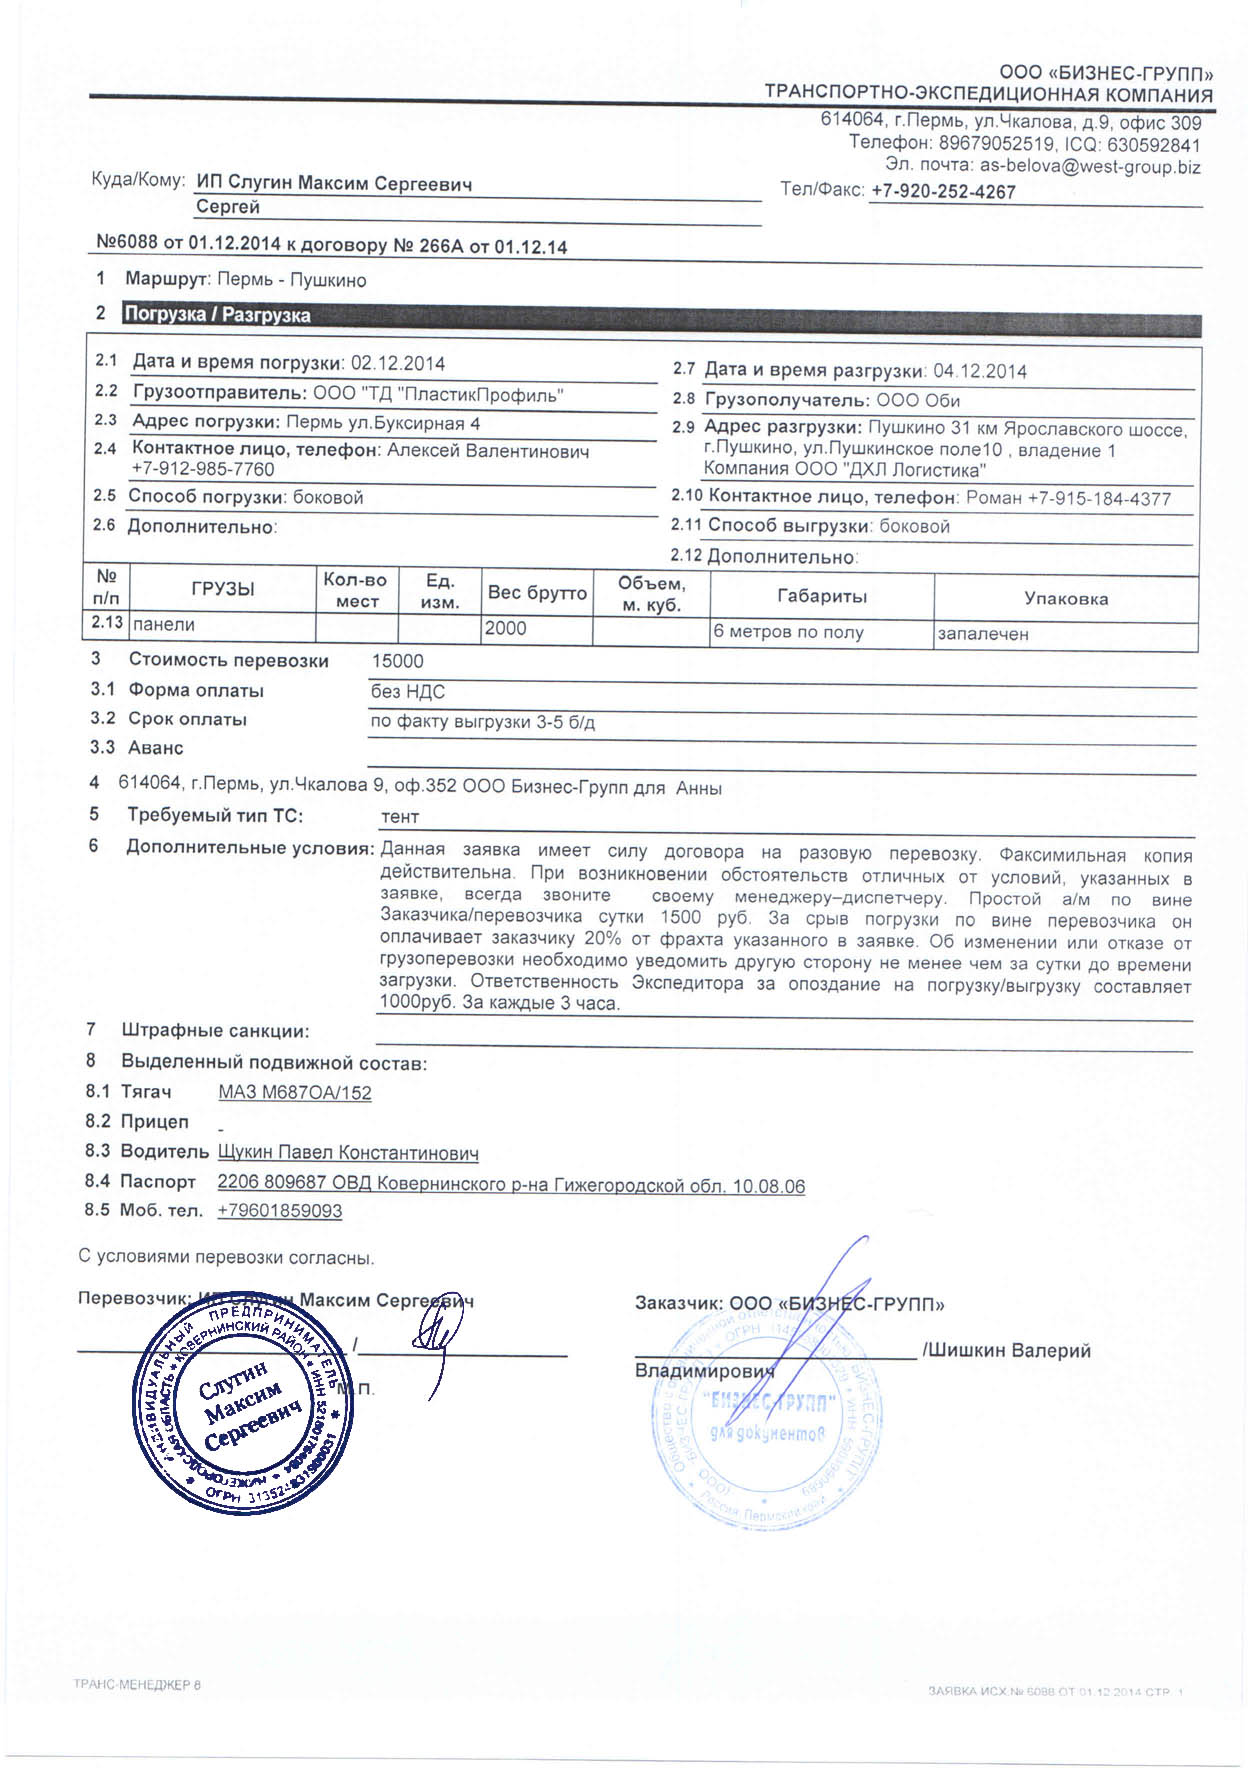 ООО «БИЗНЕС-ГРУПП»
ТРАНСПОРТНО-ЭКСПЕДИЦИОННАЯ КОМПАНИЯ
614064, г.Пермь, ул.Чкалова, д.9, офис 309
Телефон: 89679052519, ICQ: 630592841
Эл. почта: as-belova@west-group.biz
Куда/Кому: ИП Слугин Максим Сергеевич Тел/Факс: +7-920-252-4267
Сергей
№6088 от 01.12.2014 к договору № 266А от 01.12.14
1 Маршрут: Пермь - Пушкино
2 Погрузка / Разгрузка
2.1 Дата и время погрузки: 02.12.2014
2.2 Грузоотправитель: ООО "ТД "ПластикПрофиль"
2.3 Адрес погрузки: Пермь ул.Буксирная 4
2.4 Контактное лицо, телефон: Алексей Валентинович
+7-912-985-7760
2.5 Способ погрузки: боковой
2.6 Дополнительно:
2.7 Дата и время разгрузки: 04.12.2014
2.8 Грузополучатель: ООО Оби
2.9 Адрес разгрузки: Пушкино 31 км Ярославского шоссе,
г.Пушкино, ул.Пушкинское поле10 , владение 1
Компания ООО "ДХЛ Логистика"
2.10 Контактное лицо, телефон: Роман +7-915-184-4377
2.11 Способ выгрузки: боковой
2.12 Дополнительно:
№ п/п ГРУЗЫ Кол-во мест Ед. изм. Вес брутто Объем, м. куб. Габариты Упаковка
2.13 панели 2000 6 метров по полу запалечен
3 Стоимость перевозки 15000
3.1 Форма оплаты без НДС
3.2 Срок оплаты по факту выгрузки 3-5 б/д
3.3 Аванс
4 614064, г.Пермь, ул.Чкалова 9, оф.352 ООО Бизнес-Групп для Анны
5 Требуемый тип ТС: тент
6 Дополнительные условия: Данная заявка имеет силу договора на разовую перевозку. Факсимильная копия
действительна. При возникновении обстоятельств отличных от условий, указанных в
заявке, всегда звоните своему менеджеру–диспетчеру. Простой а/м по вине
Заказчика/перевозчика сутки 1500 руб. За срыв погрузки по вине перевозчика он
оплачивает заказчику 20% от фрахта указанного в заявке. Об изменении или отказе от
грузоперевозки необходимо уведомить другую сторону не менее чем за сутки до времени
загрузки. Ответственность Экспедитора за опоздание на погрузку/выгрузку составляет
1000руб. За каждые 3 часа.
7 Штрафные санкции:
8 Выделенный подвижной состав:
8.1 Тягач МАЗ М687ОА/152
8.2 Прицеп -
8.3 Водитель Щукин Павел Константинович
8.4 Паспорт 2206 809687 ОВД Ковернинского р-на Гижегородской обл. 10.08.06
8.5 Моб. тел. +79601859093
С условиями перевозки согласны.
Перевозчик: ИП Слугин Максим Сергеевич
/
М.П.
Заказчик: ООО «БИЗНЕС-ГРУПП»
/Шишкин Валерий
Владимирович
ИНДИВИДУАЛЬНЫЙ ПРЕДПРИНИМАТЕЛЬ
НИЖЕГОРОДСКАЯ ОБЛАСТЬ * КОВЕРНИНСКИЙ РАЙОН * ИНН
ОГРН
Слугин
Максим
Сергеевич
"БИЗНЕС-ГРУПП"
для документов
Россия, Пермский край
ТРАНС-МЕНЕДЖЕР 8
ЗАЯВКА ИСХ.№ 6088 ОТ 01.12.2014 СТР. 1